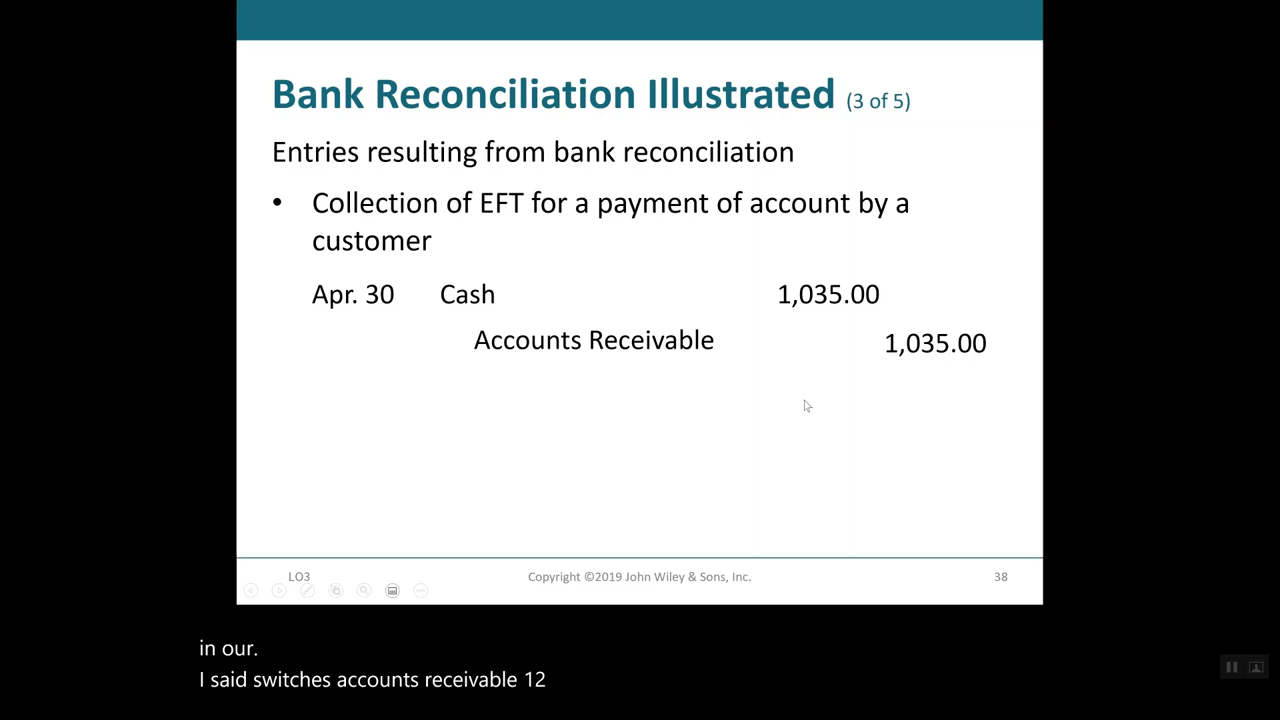 Bank Reconciliation Illustrated (3 of 5)
Entries resulting from bank reconciliation
• Collection of EFT for a payment of account by a
customer
Apr. 30 Cash 1,035.00
Accounts Receivable 1,035.00
LO3 Copyright ©2019 John Wiley & Sons, Inc. 38
in our.
I said switches accounts receivable 12